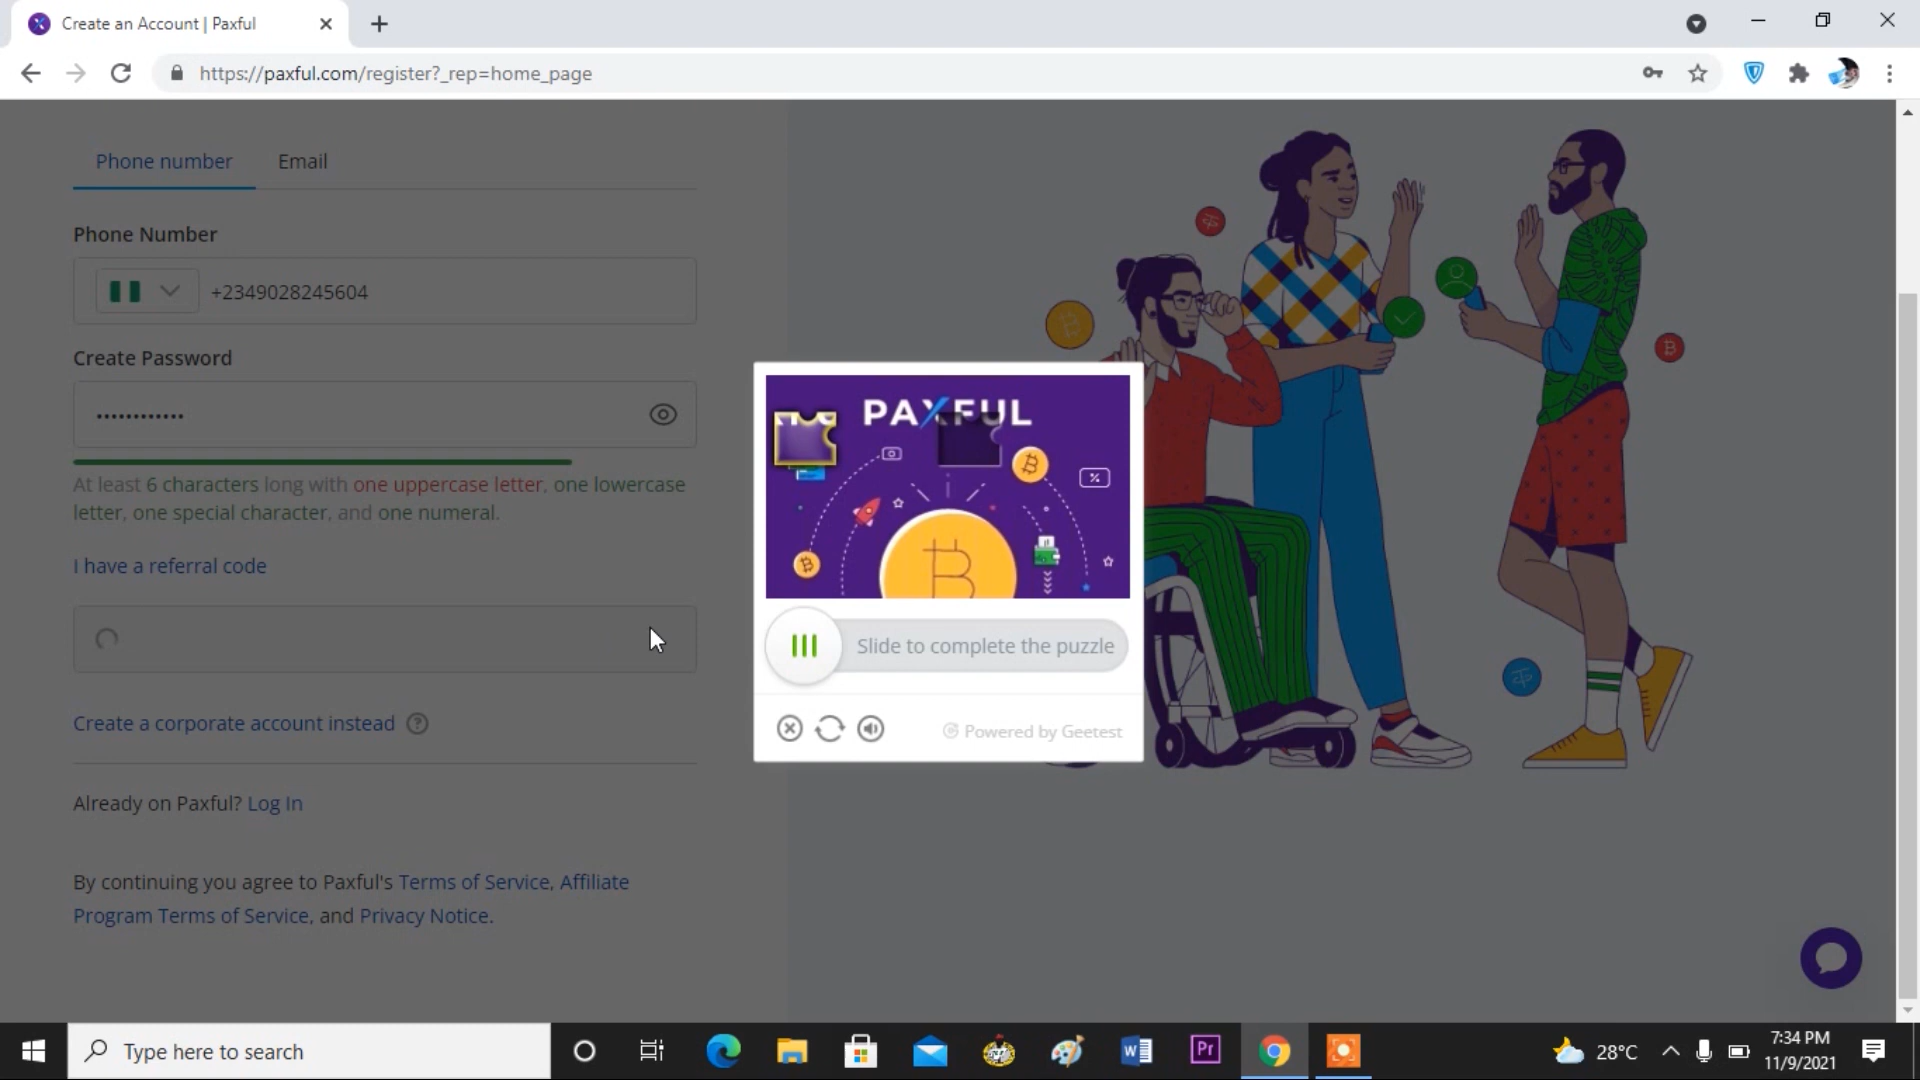 Create an Account | Paxful
https://paxful.com/register?_rep=home_page
Phone number
Email
Phone Number
+2349028245604
Create Password
••••••••••••
At least 6 characters long with one uppercase letter, one lowercase
letter, one special character, and one numeral.
I have a referral code
Create a corporate account instead
Already on Paxful? Log In
By continuing you agree to Paxful's Terms of Service, Affiliate
Program Terms of Service, and Privacy Notice.
PAXFUL
Slide to complete the puzzle
Powered by Geetest
Type here to search
W
Pr
28°C
7:34 PM
11/9/2021